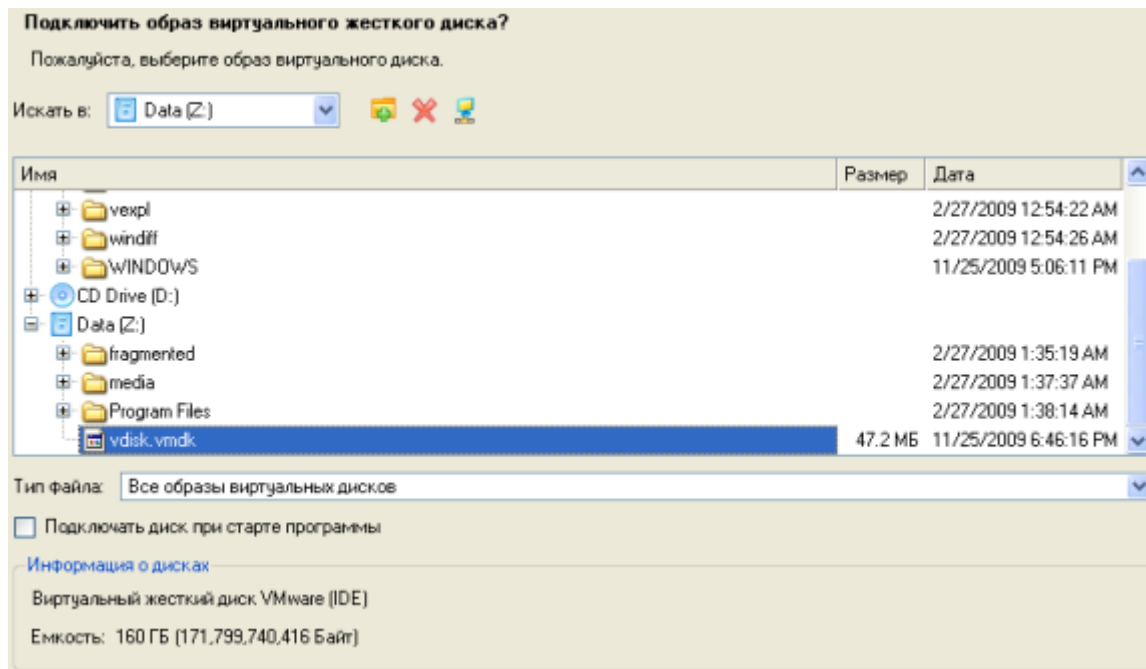 Подключить образ виртуального жесткого диска?
Пожалуйста, выберите образ виртуального диска.
Искать в: Data (Z:)
Имя Размер Дата
vexpl 2/27/2009 12:54:22 AM
windiff 2/27/2009 12:54:26 AM
WINDOWS 11/25/2009 5:06:11 PM
CD Drive (D:)
Data (Z:)
fragmented 2/27/2009 1:35:19 AM
media 2/27/2009 1:37:37 AM
Program Files 2/27/2009 1:38:14 AM
vdisk.vmdk 47.2 МБ 11/25/2009 6:46:16 PM
Тип файла: Все образы виртуальных дисков
Подключать диск при старте программы
Информация о дисках
Виртуальный жесткий диск VMware (IDE)
Емкость: 160 ГБ (171,799,740,416 Байт)